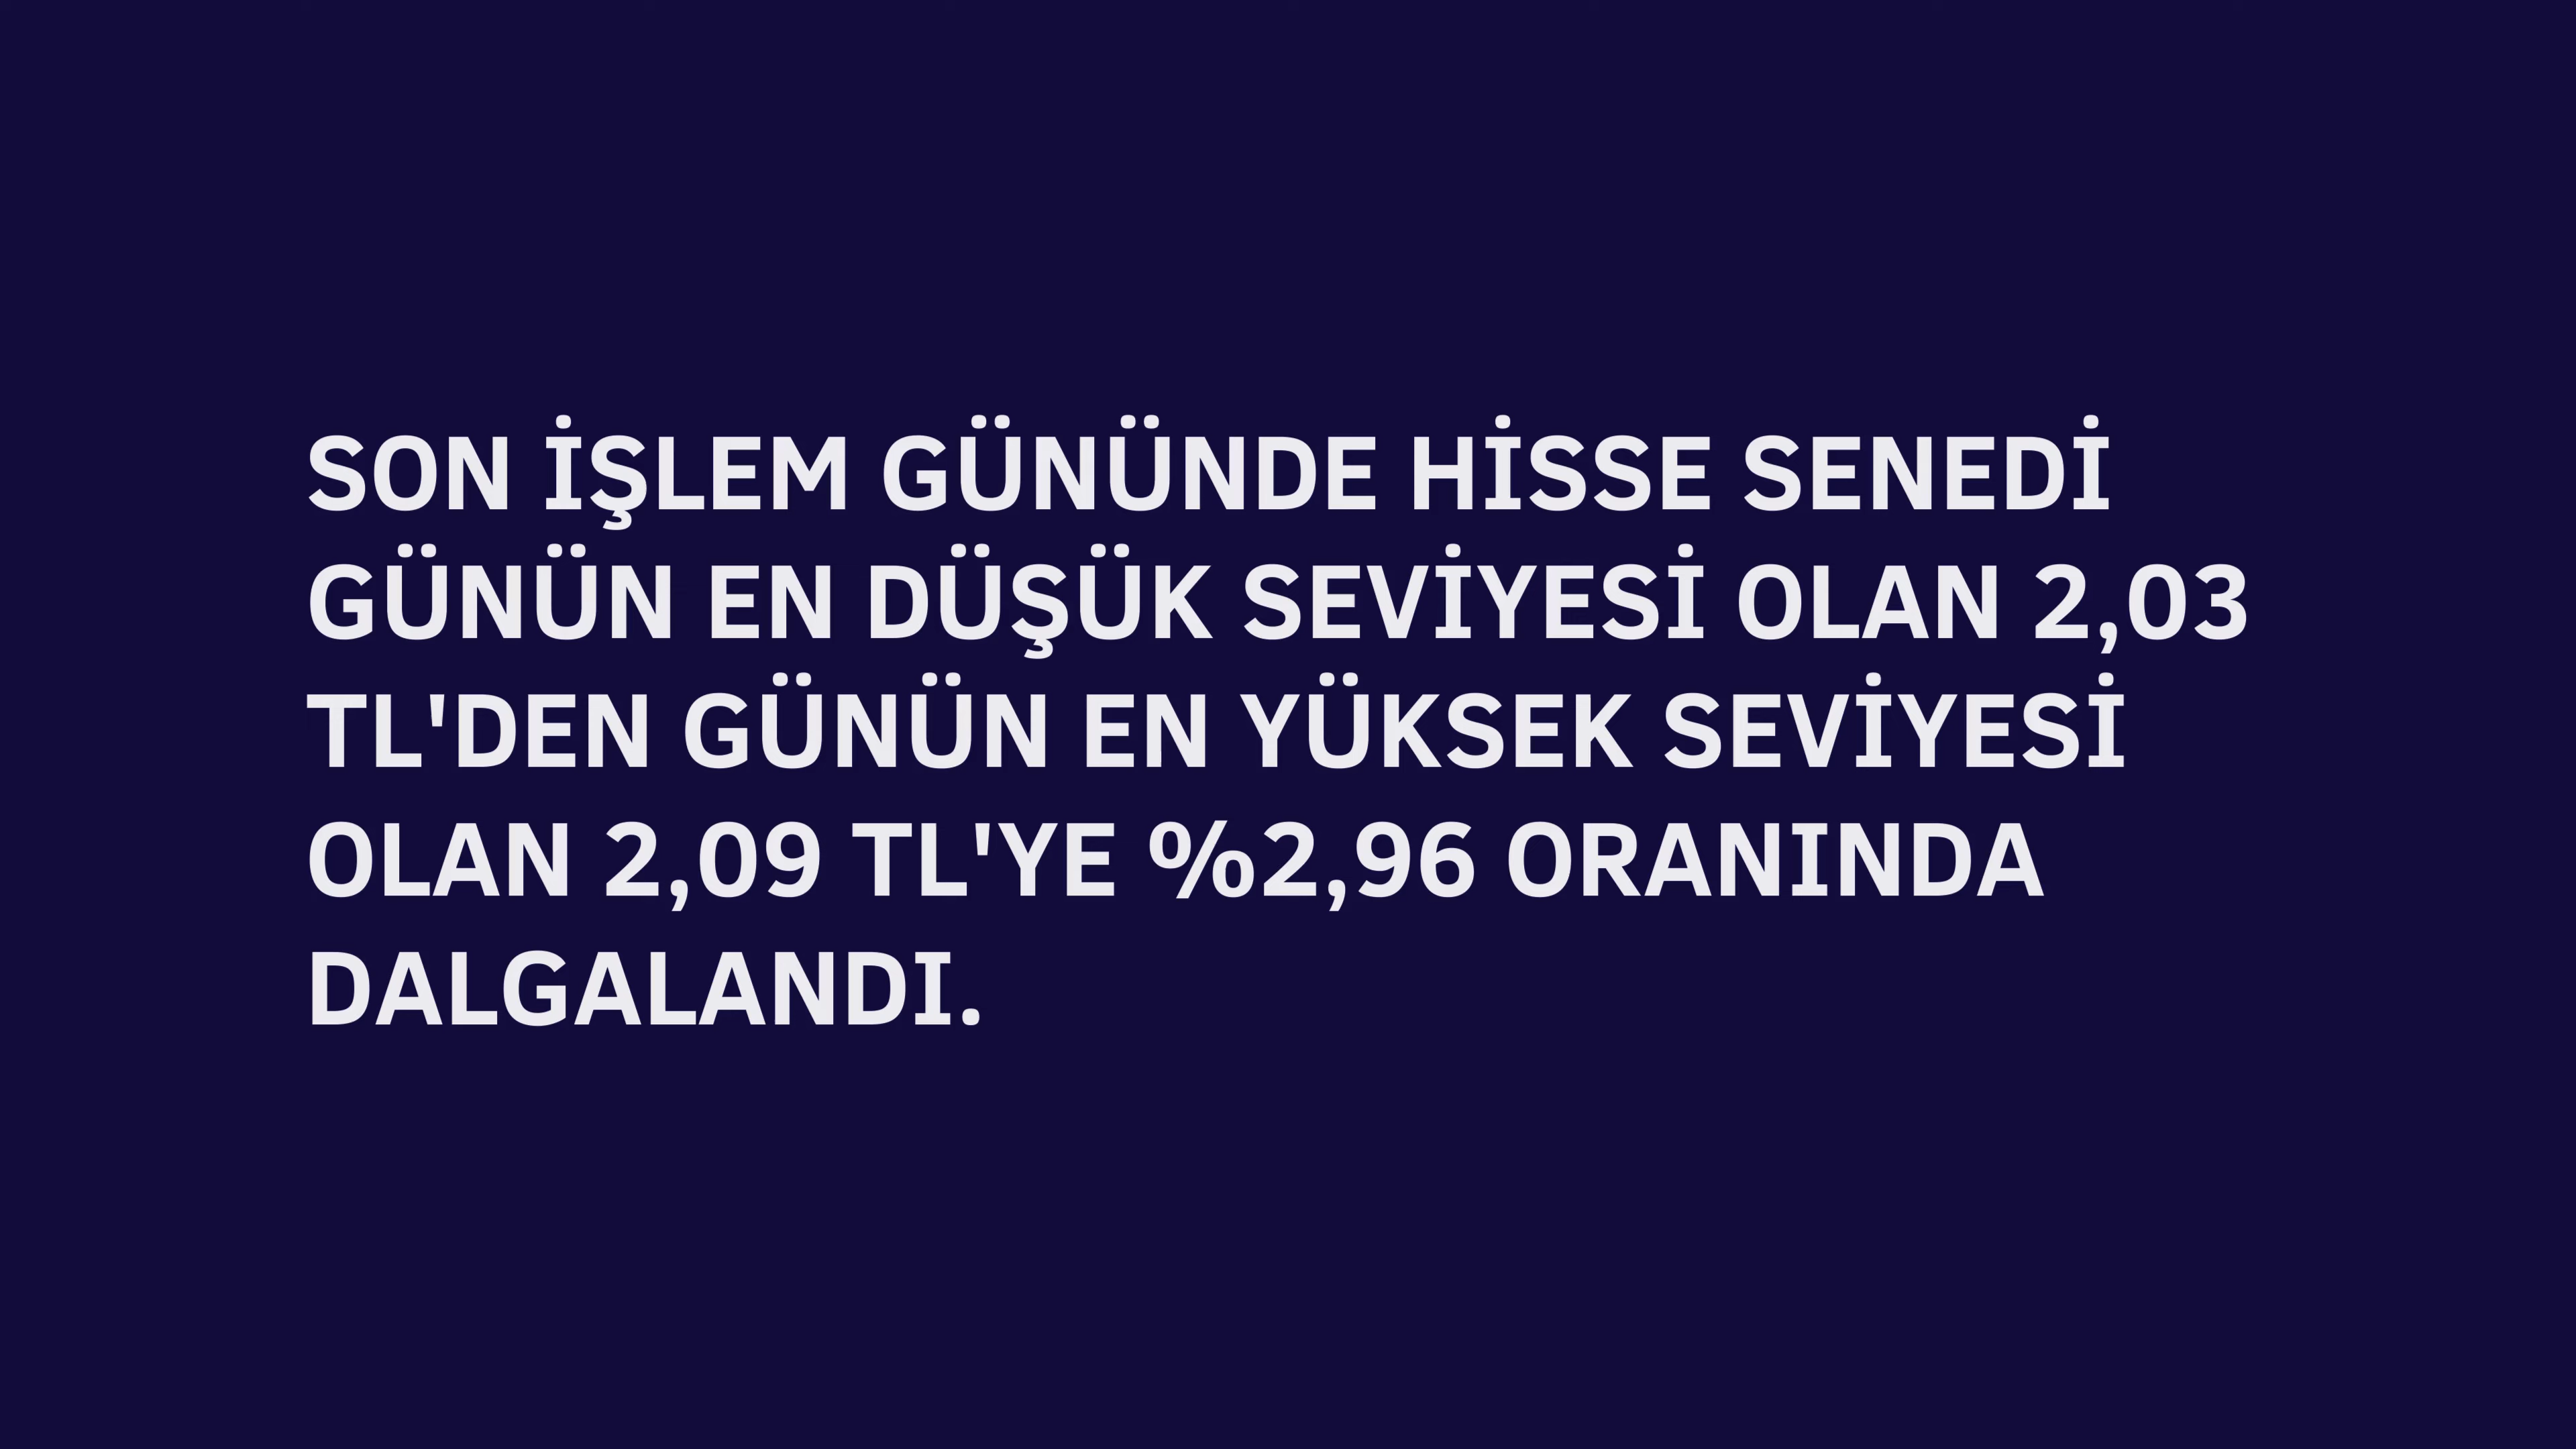 SON İŞLEM GÜNÜNDE HİSSE SENEDİ
GÜNÜN EN DÜŞÜK SEVİYESİ OLAN 2,03
TL'DEN GÜNÜN EN YÜKSEK SEVİYESİ
OLAN 2,09 TL'YE %2,96 ORANINDA
DALGALANDI.